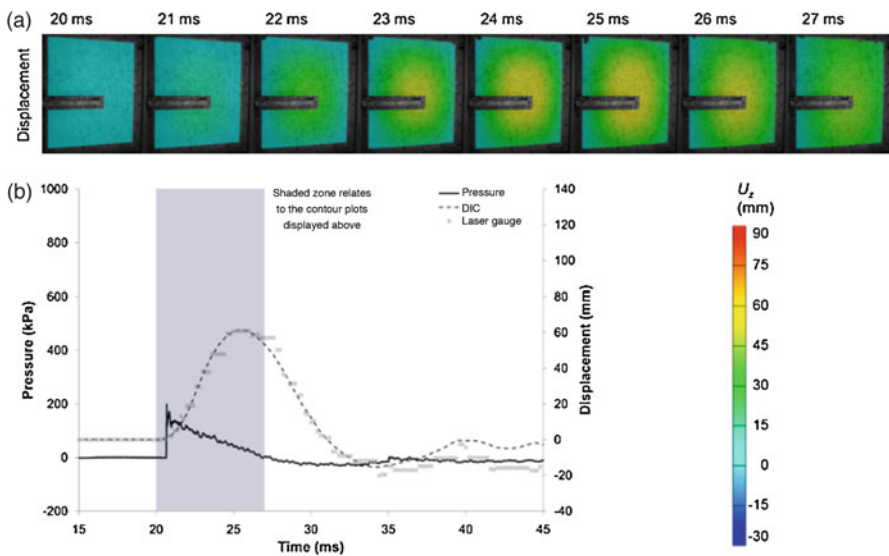 (a) 20 ms 21 ms 22 ms 23 ms 24 ms 25 ms 26 ms 27 ms
Displacement
(b)
1000
800
600
400
200
0
-200
Pressure (kPa)
Shaded zone relates
to the contour plots
displayed above
Pressure
DIC
Laser gauge
140
120
100
80
60
40
20
0
-20
-40
Displacement (mm)
15 20 25 30 35 40 45
Time (ms)
Uz
(mm)
90
75
60
45
30
15
0
-15
-30